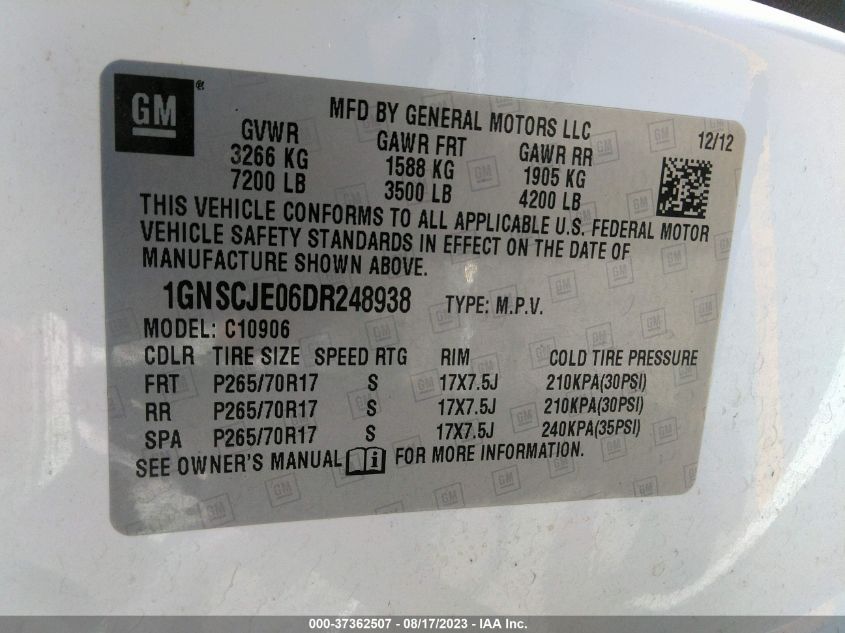 GM®
MFD BY GENERAL MOTORS LLC
12/12
GVWR GAWR FRT GAWR RR
3266 KG 1588 KG 1905 KG
7200 LB 3500 LB 4200 LB
THIS VEHICLE CONFORMS TO ALL APPLICABLE U.S. FEDERAL MOTOR
VEHICLE SAFETY STANDARDS IN EFFECT ON THE DATE OF
MANUFACTURE SHOWN ABOVE.
1GNSCJE06DR248938 TYPE: M.P.V.
MODEL: C10906
CDLR TIRE SIZE SPEED RTG RIM COLD TIRE PRESSURE
FRT P265/70R17 S 17X7.5J 210KPA(30PSI)
RR P265/70R17 S 17X7.5J 210KPA(30PSI)
SPA P265/70R17 S 17X7.5J 240KPA(35PSI)
SEE OWNER'S MANUAL FOR MORE INFORMATION.
000-37362507 - 08/17/2023 - IAA Inc.